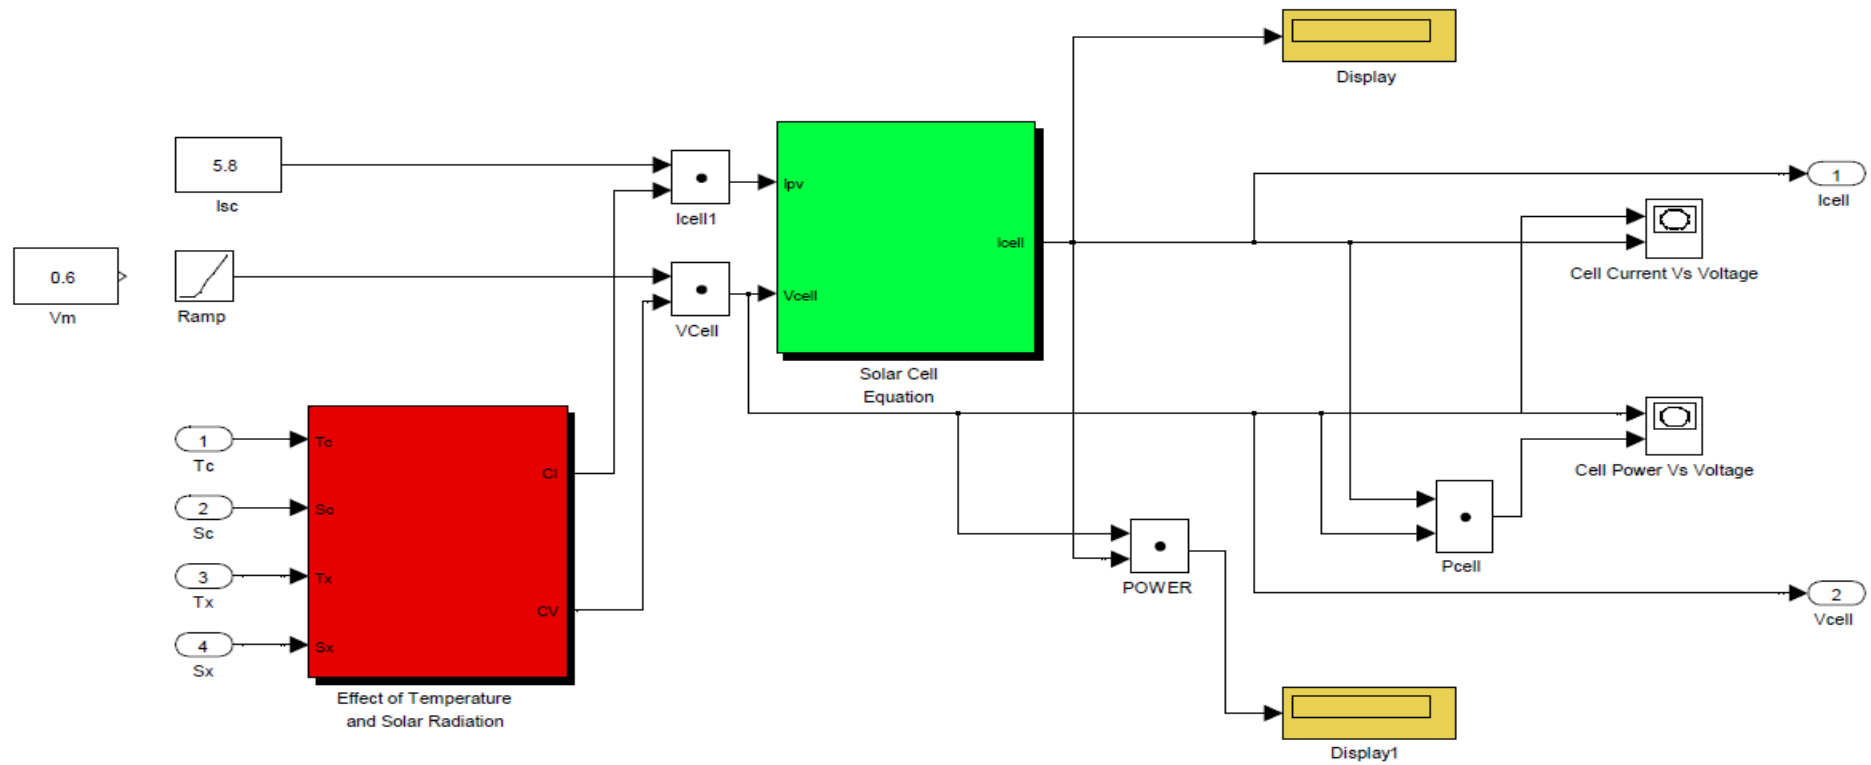 Display
5.8
Isc
Icell1
Ipv
Icell
1
Icell
Cell Current Vs Voltage
0.6
Vm
Ramp
VCell
Vcell
Solar Cell
Equation
1
Tc
Tc
2
Sc
Sc
3
Tx
Tx
4
Sx
Sx
CI
CV
Effect of Temperature
and Solar Radiation
Cell Power Vs Voltage
Pcell
POWER
2
Vcell
Display1